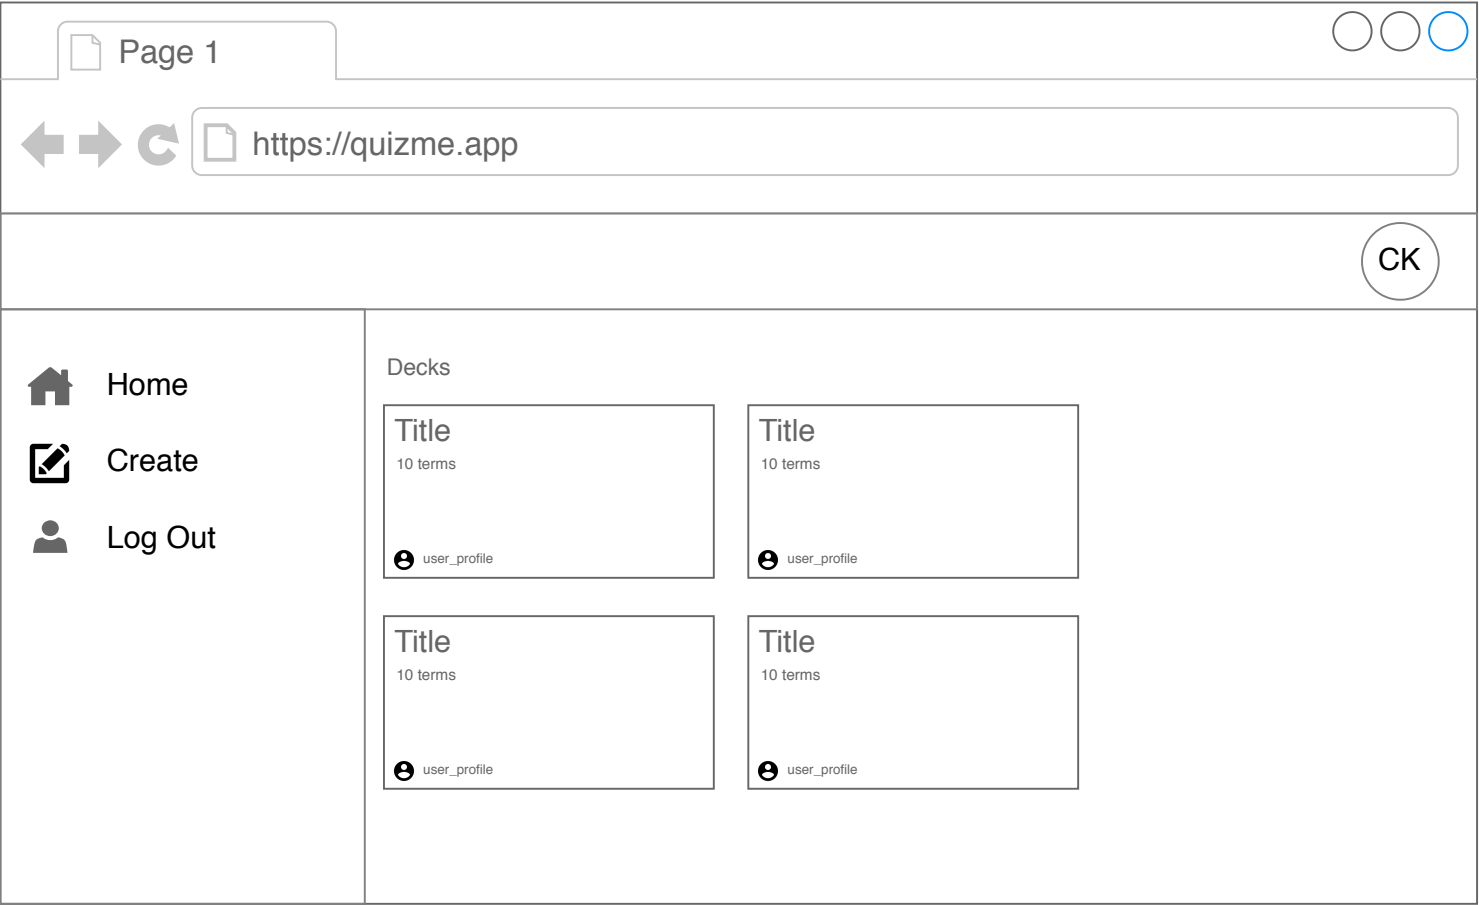 Page 1
https://quizme.app
CK
Home
Create
Log Out
Decks
Title
10 terms
user_profile
Title
10 terms
user_profile
Title
10 terms
user_profile
Title
10 terms
user_profile